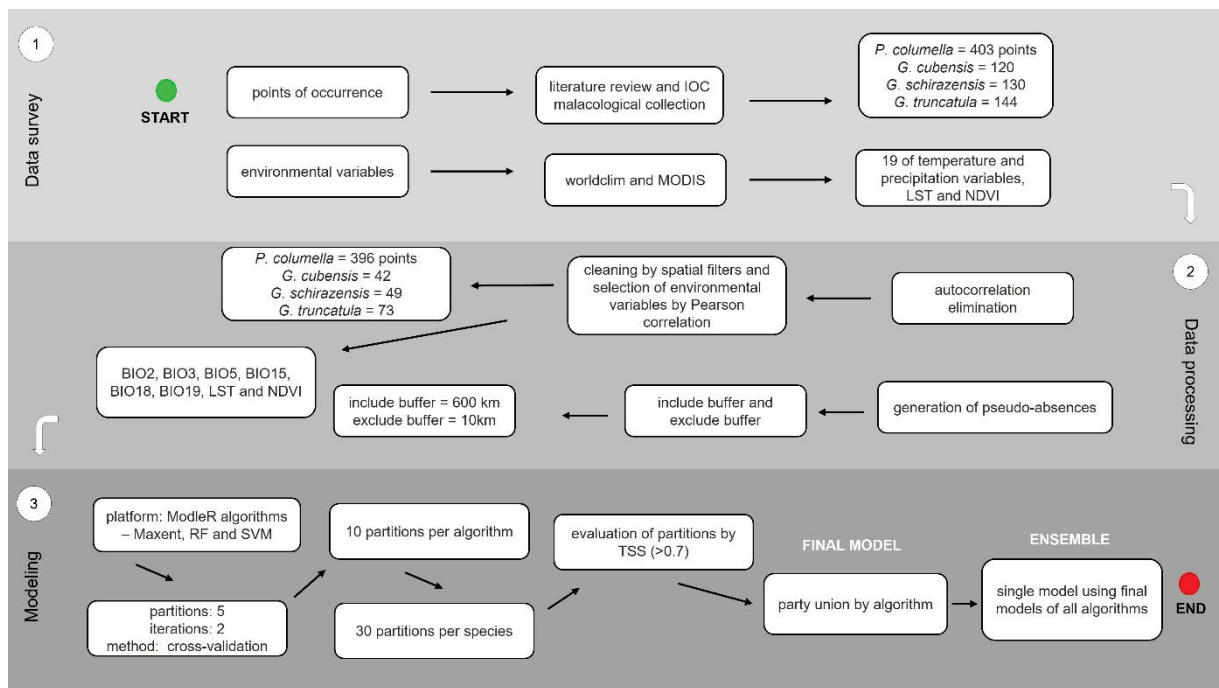 1
Data survey
START
points of occurrence
literature review and IOC
malacological collection
P. columella = 403 points
G. cubensis = 120
G. schirazensis = 130
G. truncatula = 144
environmental variables
worldclim and MODIS
19 of temperature and
precipitation variables,
LST and NDVI
2
Data processing
autocorrelation
elimination
cleaning by spatial filters and
selection of environmental
variables by Pearson
correlation
P. columella = 396 points
G. cubensis = 42
G. schirazensis = 49
G. truncatula = 73
BIO2, BIO3, BIO5, BIO15,
BIO18, BIO19, LST and NDVI
generation of pseudo-absences
include buffer and
exclude buffer
include buffer = 600 km
exclude buffer = 10km
3
Modeling
platform: ModleR algorithms
– Maxent, RF and SVM
partitions: 5
iterations: 2
method: cross-validation
10 partitions per algorithm
30 partitions per species
evaluation of partitions by
TSS (>0.7)
FINAL MODEL
party union by algorithm
ENSEMBLE
single model using final
models of all algorithms
END